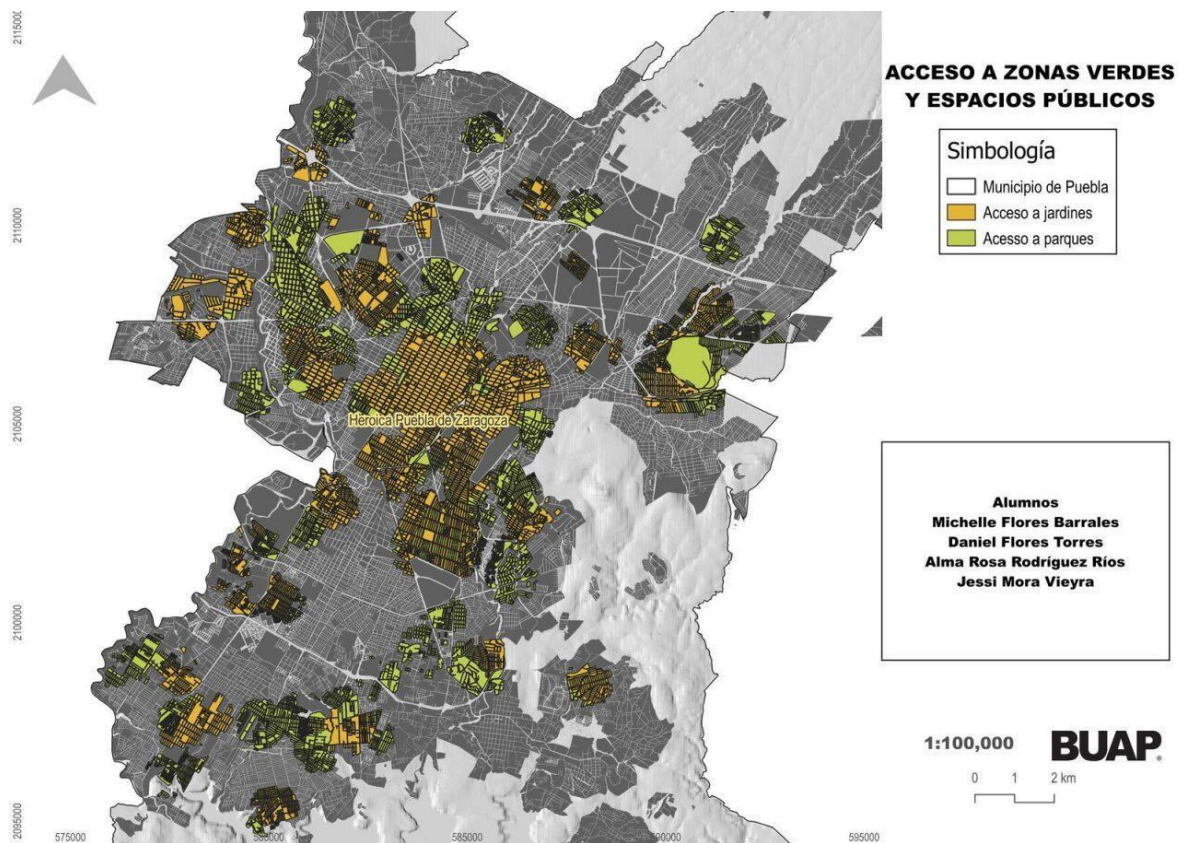 ACCESO A ZONAS VERDES
Y ESPACIOS PÚBLICOS
Simbología
Municipio de Puebla
Acceso a jardines
Acesso a parques
Heroica Puebla de Zaragoza
Alumnos
Michelle Flores Barrales
Daniel Flores Torres
Alma Rosa Rodríguez Ríos
Jessi Mora Vieyra
1:100,000
BUAP
0 1 2 km
2115000
2110000
2105000
2100000
2095000
575000 580000 585000 590000 595000